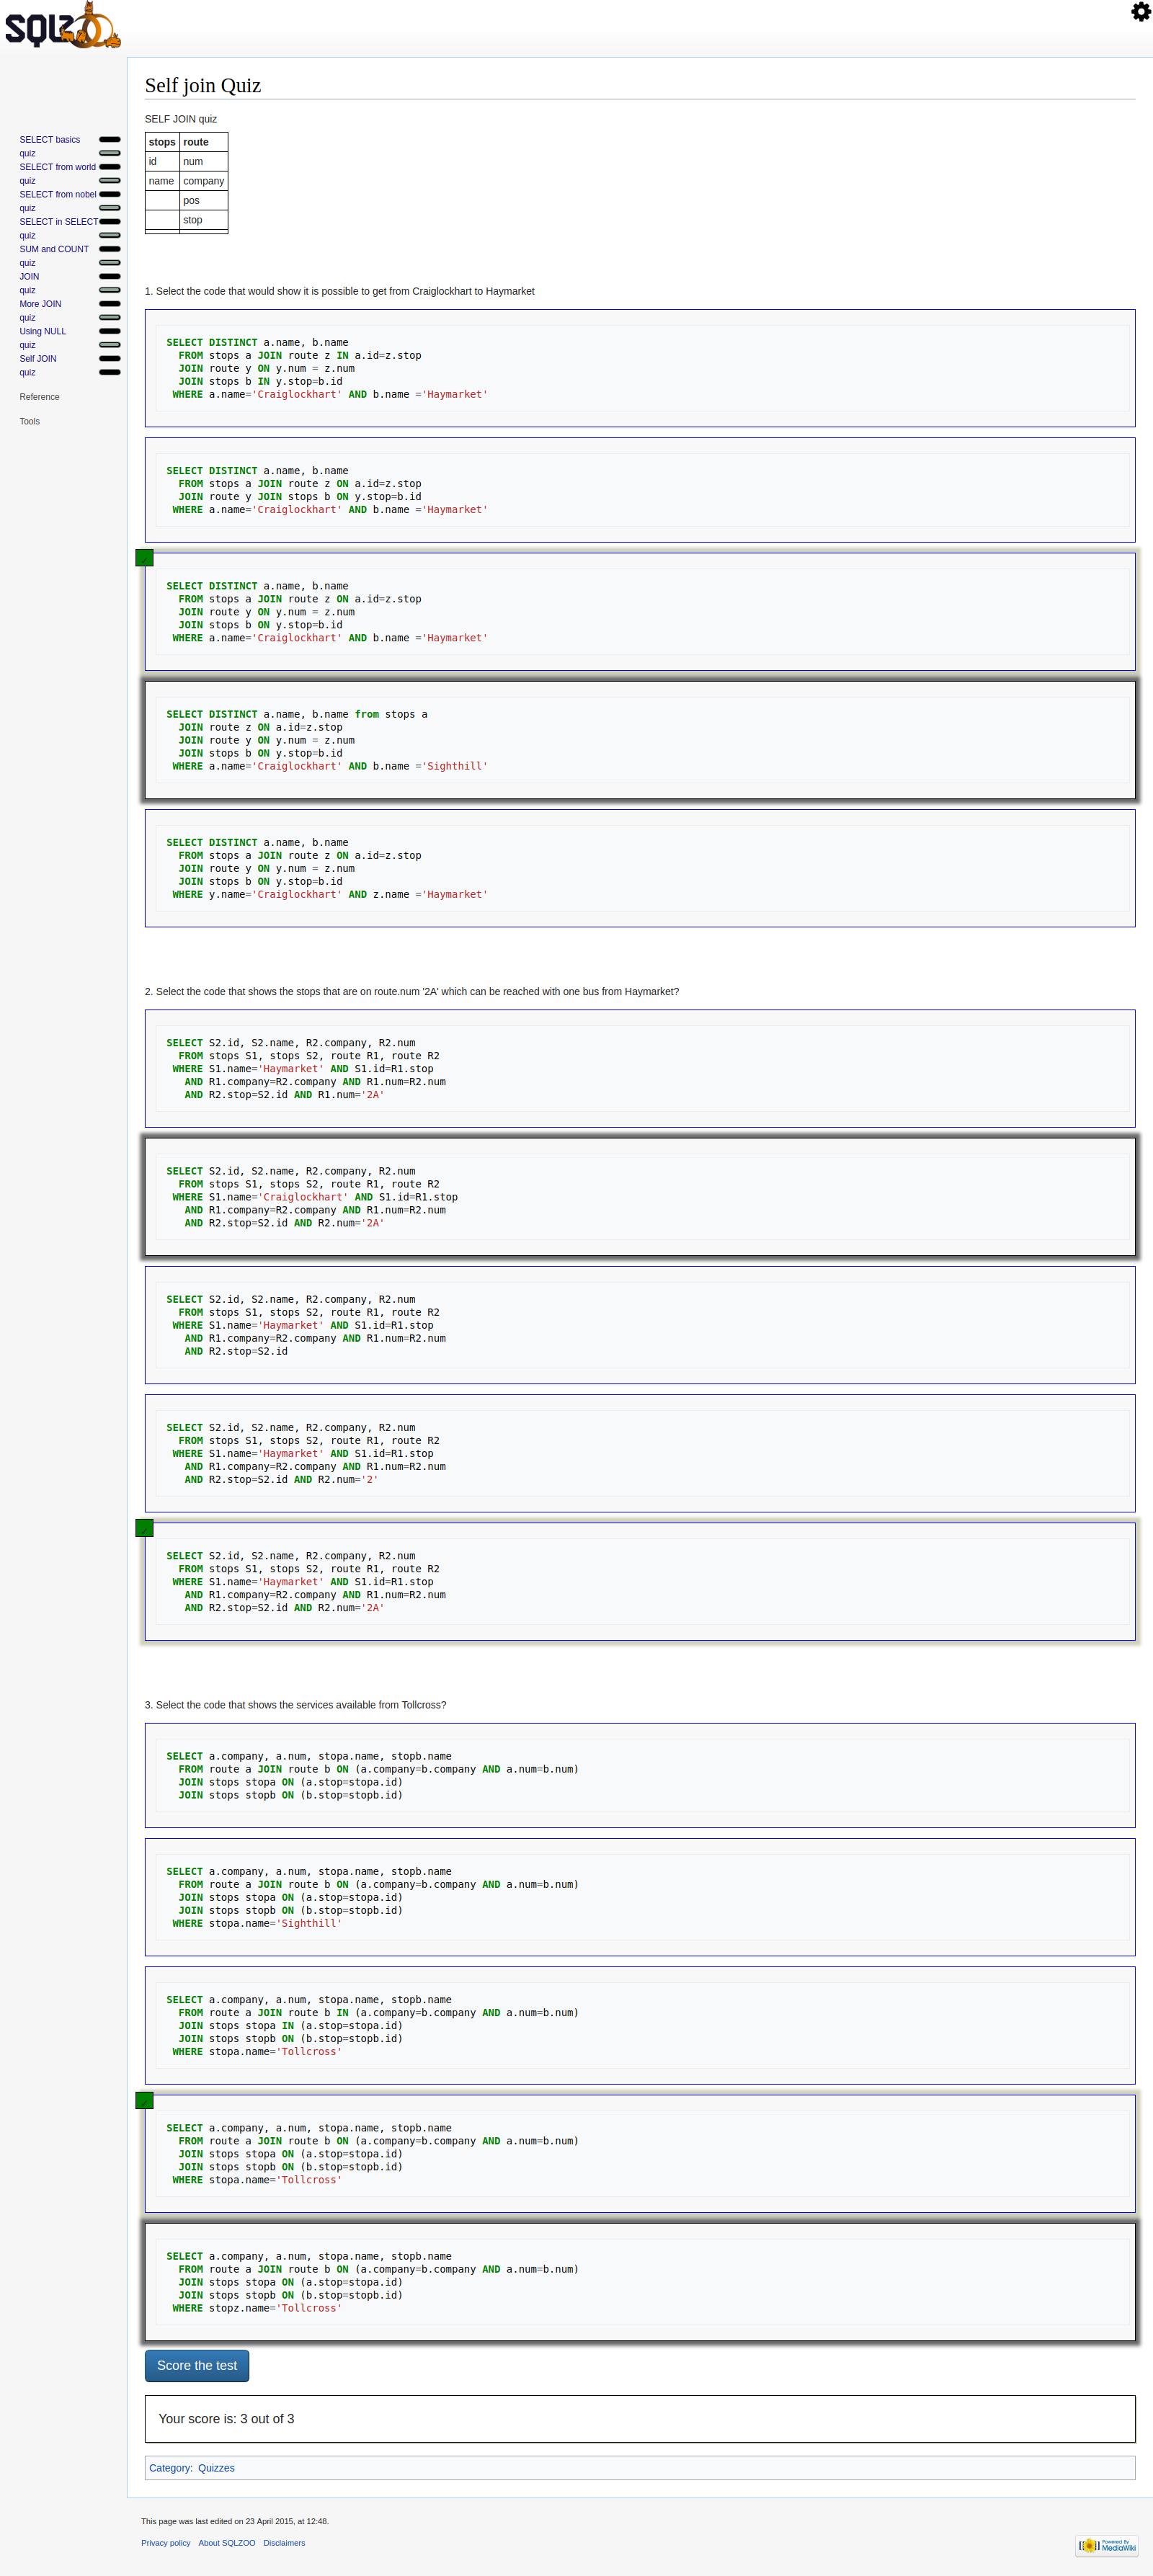 SQLZOO
Self join Quiz
SELF JOIN quiz
stops route
id num
name company
pos
stop
SELECT basics
quiz
SELECT from world
quiz
SELECT from nobel
quiz
SELECT in SELECT
quiz
SUM and COUNT
quiz
JOIN
quiz
More JOIN
quiz
Using NULL
quiz
Self JOIN
quiz
Reference
Tools
1. Select the code that would show it is possible to get from Craiglockhart to Haymarket
SELECT DISTINCT a.name, b.name
FROM stops a JOIN route z IN a.id=z.stop
JOIN route y ON y.num = z.num
JOIN stops b IN y.stop=b.id
WHERE a.name='Craiglockhart' AND b.name ='Haymarket'
SELECT DISTINCT a.name, b.name
FROM stops a JOIN route z ON a.id=z.stop
JOIN route y JOIN stops b ON y.stop=b.id
WHERE a.name='Craiglockhart' AND b.name ='Haymarket'
SELECT DISTINCT a.name, b.name
FROM stops a JOIN route z ON a.id=z.stop
JOIN route y ON y.num = z.num
JOIN stops b ON y.stop=b.id
WHERE a.name='Craiglockhart' AND b.name ='Haymarket'
SELECT DISTINCT a.name, b.name from stops a
JOIN route z ON a.id=z.stop
JOIN route y ON y.num = z.num
JOIN stops b ON y.stop=b.id
WHERE a.name='Craiglockhart' AND b.name ='Sighthill'
SELECT DISTINCT a.name, b.name
FROM stops a JOIN route z ON a.id=z.stop
JOIN route y ON y.num = z.num
JOIN stops b ON y.stop=b.id
WHERE y.name='Craiglockhart' AND z.name ='Haymarket'
2. Select the code that shows the stops that are on route.num '2A' which can be reached with one bus from Haymarket?
SELECT S2.id, S2.name, R2.company, R2.num
FROM stops S1, stops S2, route R1, route R2
WHERE S1.name='Haymarket' AND S1.id=R1.stop
AND R1.company=R2.company AND R1.num=R2.num
AND R2.stop=S2.id AND R1.num='2A'
SELECT S2.id, S2.name, R2.company, R2.num
FROM stops S1, stops S2, route R1, route R2
WHERE S1.name='Craiglockhart' AND S1.id=R1.stop
AND R1.company=R2.company AND R1.num=R2.num
AND R2.stop=S2.id AND R2.num='2A'
SELECT S2.id, S2.name, R2.company, R2.num
FROM stops S1, stops S2, route R1, route R2
WHERE S1.name='Haymarket' AND S1.id=R1.stop
AND R1.company=R2.company AND R1.num=R2.num
AND R2.stop=S2.id
SELECT S2.id, S2.name, R2.company, R2.num
FROM stops S1, stops S2, route R1, route R2
WHERE S1.name='Haymarket' AND S1.id=R1.stop
AND R1.company=R2.company AND R1.num=R2.num
AND R2.stop=S2.id AND R2.num='2'
SELECT S2.id, S2.name, R2.company, R2.num
FROM stops S1, stops S2, route R1, route R2
WHERE S1.name='Haymarket' AND S1.id=R1.stop
AND R1.company=R2.company AND R1.num=R2.num
AND R2.stop=S2.id AND R2.num='2A'
3. Select the code that shows the services available from Tollcross?
SELECT a.company, a.num, stopa.name, stopb.name
FROM route a JOIN route b ON (a.company=b.company AND a.num=b.num)
JOIN stops stopa ON (a.stop=stopa.id)
JOIN stops stopb ON (b.stop=stopb.id)
SELECT a.company, a.num, stopa.name, stopb.name
FROM route a JOIN route b ON (a.company=b.company AND a.num=b.num)
JOIN stops stopa ON (a.stop=stopa.id)
JOIN stops stopb ON (b.stop=stopb.id)
WHERE stopa.name='Sighthill'
SELECT a.company, a.num, stopa.name, stopb.name
FROM route a JOIN route b IN (a.company=b.company AND a.num=b.num)
JOIN stops stopa IN (a.stop=stopa.id)
JOIN stops stopb ON (b.stop=stopb.id)
WHERE stopa.name='Tollcross'
SELECT a.company, a.num, stopa.name, stopb.name
FROM route a JOIN route b ON (a.company=b.company AND a.num=b.num)
JOIN stops stopa ON (a.stop=stopa.id)
JOIN stops stopb ON (b.stop=stopb.id)
WHERE stopa.name='Tollcross'
SELECT a.company, a.num, stopa.name, stopb.name
FROM route a JOIN route b ON (a.company=b.company AND a.num=b.num)
JOIN stops stopa ON (a.stop=stopa.id)
JOIN stops stopb ON (b.stop=stopb.id)
WHERE stopz.name='Tollcross'
Score the test
Your score is: 3 out of 3
Category: Quizzes
This page was last edited on 23 April 2015, at 12:48.
Privacy policy About SQLZOO Disclaimers
Powered By
MediaWiki